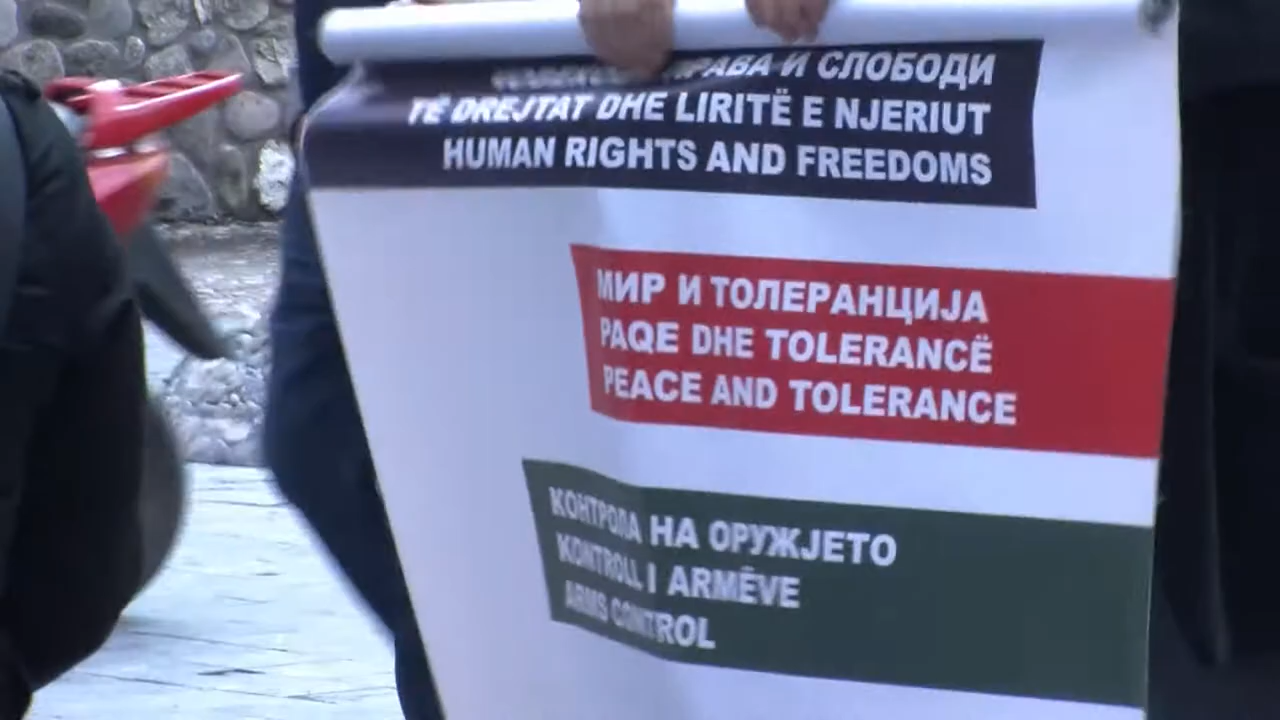 ПРАВА И СЛОБОДИ
TË DREJTAT DHE LIRITË E NJERIUT
HUMAN RIGHTS AND FREEDOMS
МИР И ТОЛЕРАНЦИЈА
PAQE DHE TOLERANCË
PEACE AND TOLERANCE
КОНТРОЛА НА ОРУЖЈЕТО
KONTROLL I ARMËVE
ARMS CONTROL